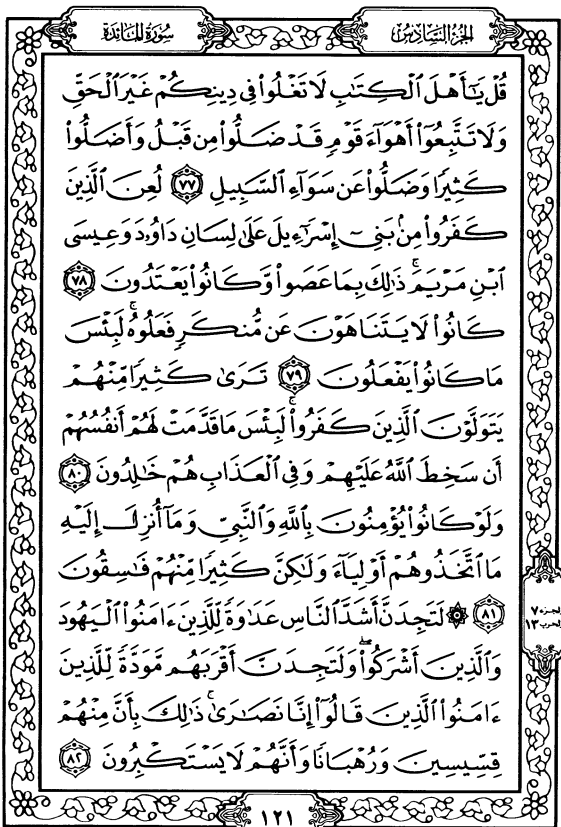 الجزء السادس
سورة المائدة
قُلْ يَٰٓأَهْلَ ٱلْكِتَٰبِ لَا تَغْلُوا۟ فِى دِينِكُمْ غَيْرَ ٱلْحَقِّ
وَلَا تَتَّبِعُوٓا۟ أَهْوَآءَ قَوْمٍ قَدْ ضَلُّوا۟ مِن قَبْلُ وَأَضَلُّوا۟
كَثِيرًا وَضَلُّوا۟ عَن سَوَآءِ ٱلسَّبِيلِ ٧٧ لُعِنَ ٱلَّذِينَ
كَفَرُوا۟ مِنۢ بَنِىٓ إِسْرَٰٓءِيلَ عَلَىٰ لِسَانِ دَاوُۥدَ وَعِيسَى
ٱبْنِ مَرْيَمَ ۚ ذَٰلِكَ بِمَا عَصَوا۟ وَّكَانُوا۟ يَعْتَدُونَ ٧٨
كَانُوا۟ لَا يَتَنَاهَوْنَ عَن مُّنكَرٍ فَعَلُوهُ ۚ لَبِئْسَ
مَا كَانُوا۟ يَفْعَلُونَ ٧٩ تَرَىٰ كَثِيرًا مِّنْهُمْ
يَتَوَلَّوْنَ ٱلَّذِينَ كَفَرُوا۟ ۚ لَبِئْسَ مَا قَدَّمَتْ لَهُمْ أَنفُسُهُمْ
أَن سَخِطَ ٱللَّهُ عَلَيْهِمْ وَفِى ٱلْعَذَابِ هُمْ خَٰلِدُونَ ٨٠
وَلَوْ كَانُوا۟ يُؤْمِنُونَ بِٱللَّهِ وَٱلنَّبِىِّ وَمَآ أُنزِلَ إِلَيْهِ
مَا ٱتَّخَذُوهُمْ أَوْلِيَآءَ وَلَٰكِنَّ كَثِيرًا مِّنْهُمْ فَٰسِقُونَ
٨١ ۞ لَتَجِدَنَّ أَشَدَّ ٱلنَّاسِ عَدَٰوَةً لِّلَّذِينَ ءَامَنُوا۟ ٱلْيَهُودَ
وَٱلَّذِينَ أَشْرَكُوا۟ ۖ وَلَتَجِدَنَّ أَقْرَبَهُم مَّوَدَّةً لِّلَّذِينَ
ءَامَنُوا۟ ٱلَّذِينَ قَالُوٓا۟ إِنَّا نَصَٰرَىٰ ۚ ذَٰلِكَ بِأَنَّ مِنْهُمْ
قِسِّيسِينَ وَرُهْبَانًا وَأَنَّهُمْ لَا يَسْتَكْبِرُونَ ٨٢
الجزء ٧
الحزب ١٣
١٢١